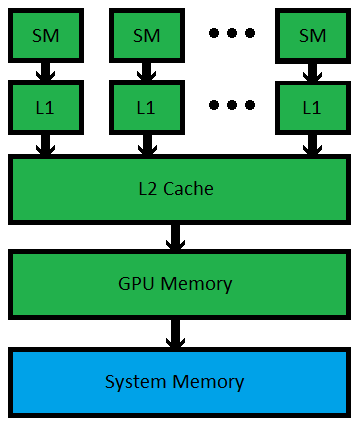 SM SM SM
L1 L1 L1
L2 Cache
GPU Memory
System Memory